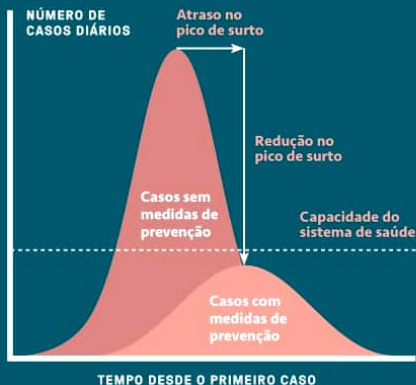 NÚMERO DE
CASOS DIÁRIOS
Atraso no
pico de surto
Redução no
pico de surto
Casos sem
medidas de
prevenção
Capacidade do
sistema de saúde
Casos com
medidas de
prevenção
TEMPO DESDE O PRIMEIRO CASO